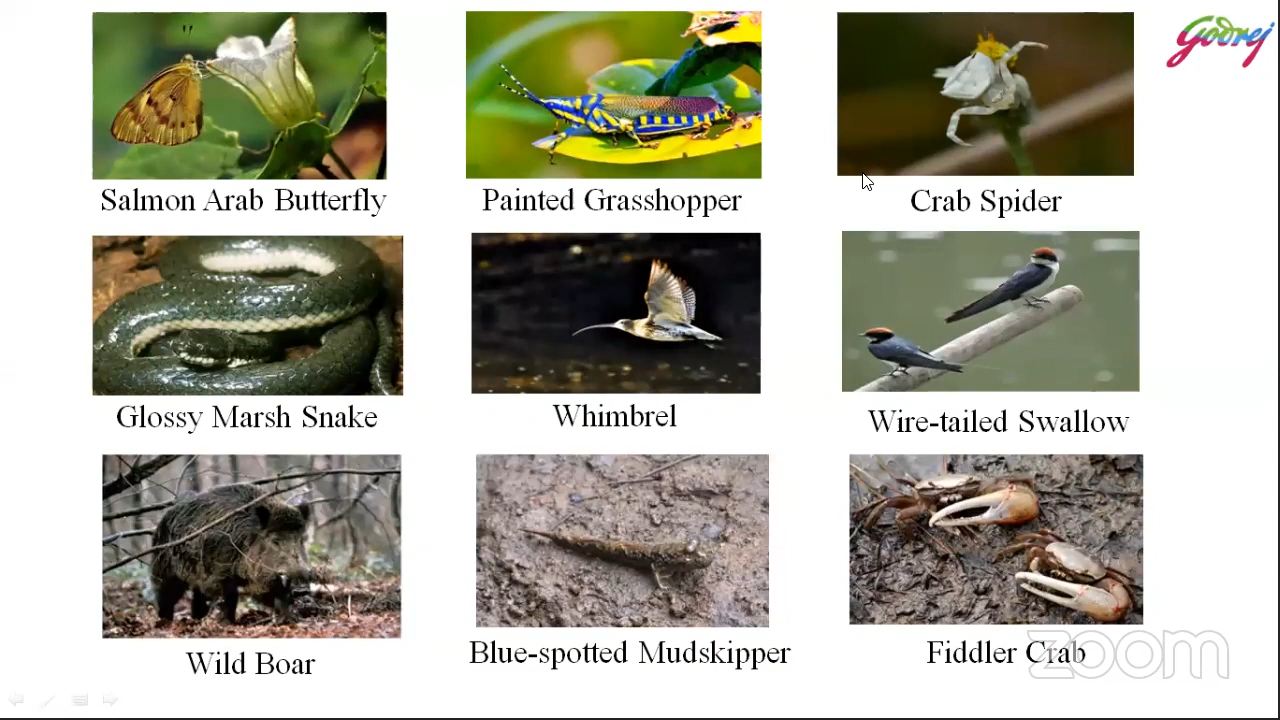 Godrej
Salmon Arab Butterfly
Painted Grasshopper
Crab Spider
Glossy Marsh Snake
Whimbrel
Wire-tailed Swallow
Wild Boar
Blue-spotted Mudskipper
Fiddler Crab
zoom